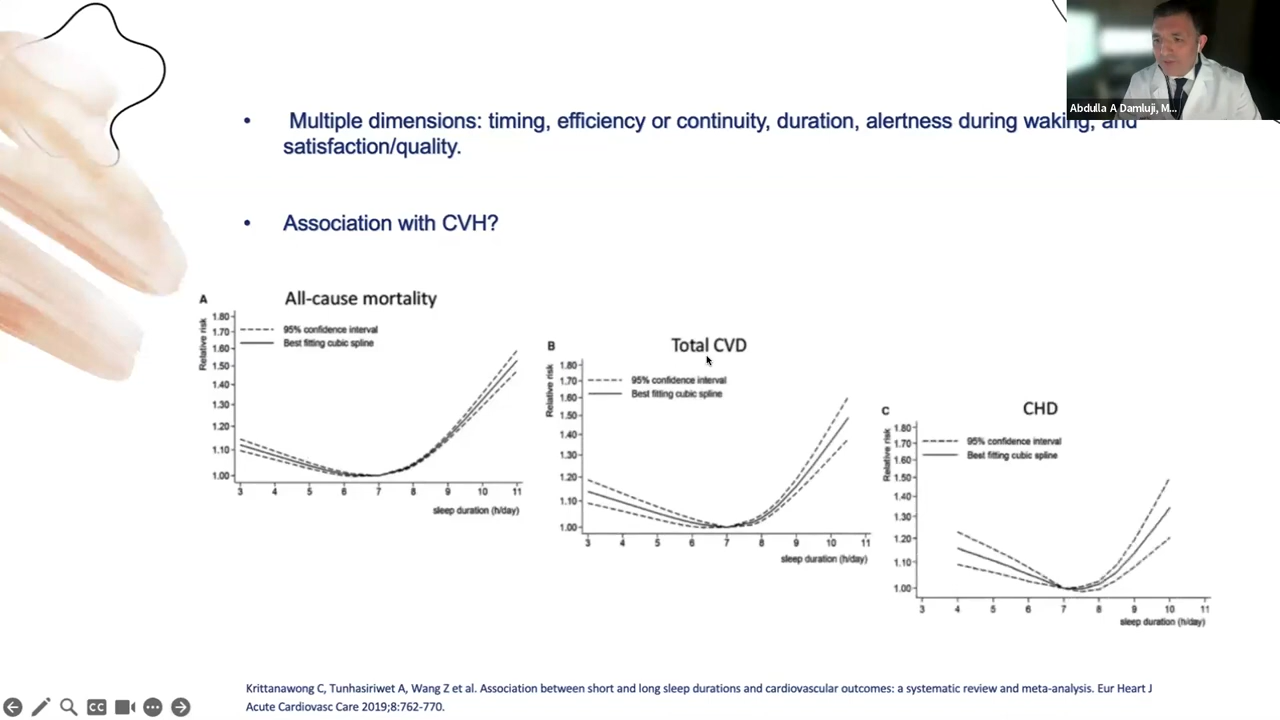 Abdulla A Damluji, M...
• Multiple dimensions: timing, efficiency or continuity, duration, alertness during waking, and
satisfaction/quality.
• Association with CVH?
A
All-cause mortality
Relative risk
1.80
1.70
1.60
1.50
1.40
1.30
1.20
1.10
1.00
95% confidence interval
Best fitting cubic spline
3 4 5 6 7 8 9 10 11
sleep duration (h/day)
B
Total CVD
Relative risk
1.80
1.70
1.60
1.50
1.40
1.30
1.20
1.10
1.00
95% confidence interval
Best fitting cubic spline
3 4 5 6 7 8 9 10 11
sleep duration (h/day)
C
CHD
Relative risk
1.80
1.70
1.60
1.50
1.40
1.30
1.20
1.10
1.00
95% confidence interval
Best fitting cubic spline
3 4 5 6 7 8 9 10 11
sleep duration (h/day)
Krittanawong C, Tunhasiriwet A, Wang Z et al. Association between short and long sleep durations and cardiovascular outcomes: a systematic review and meta-analysis. Eur Heart J
Acute Cardiovasc Care 2019;8:762-770.
CC